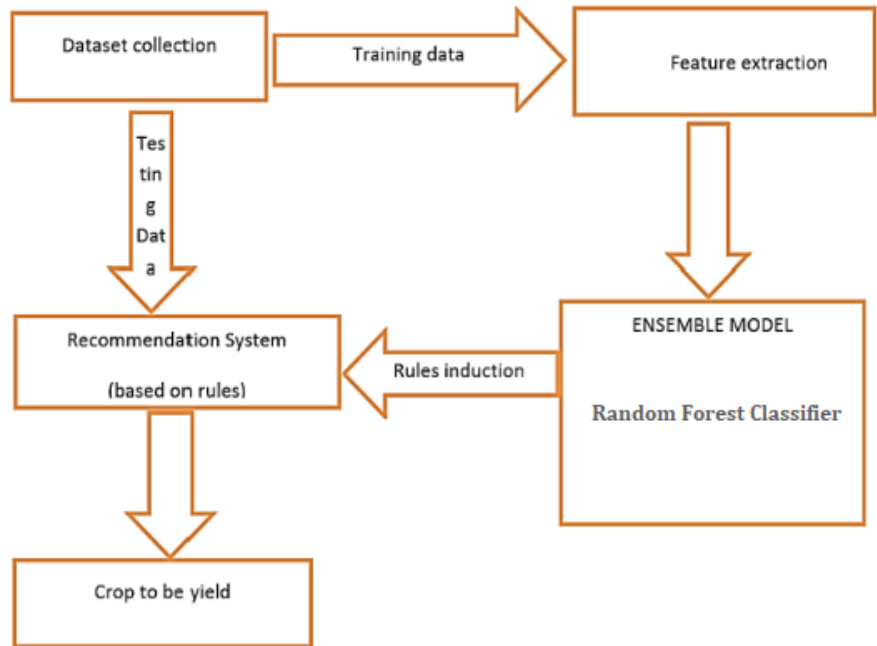 Dataset collection
Training data
Feature extraction
Tes
tin
g
Dat
a
Recommendation System
(based on rules)
Rules induction
ENSEMBLE MODEL
Random Forest Classifier
Crop to be yield